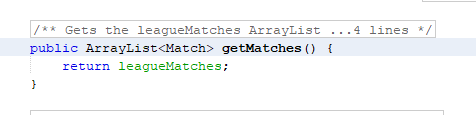 /** Gets the leagueMatches ArrayList ...4 lines */
public ArrayList<Match> getMatches() {
    return leagueMatches;
}